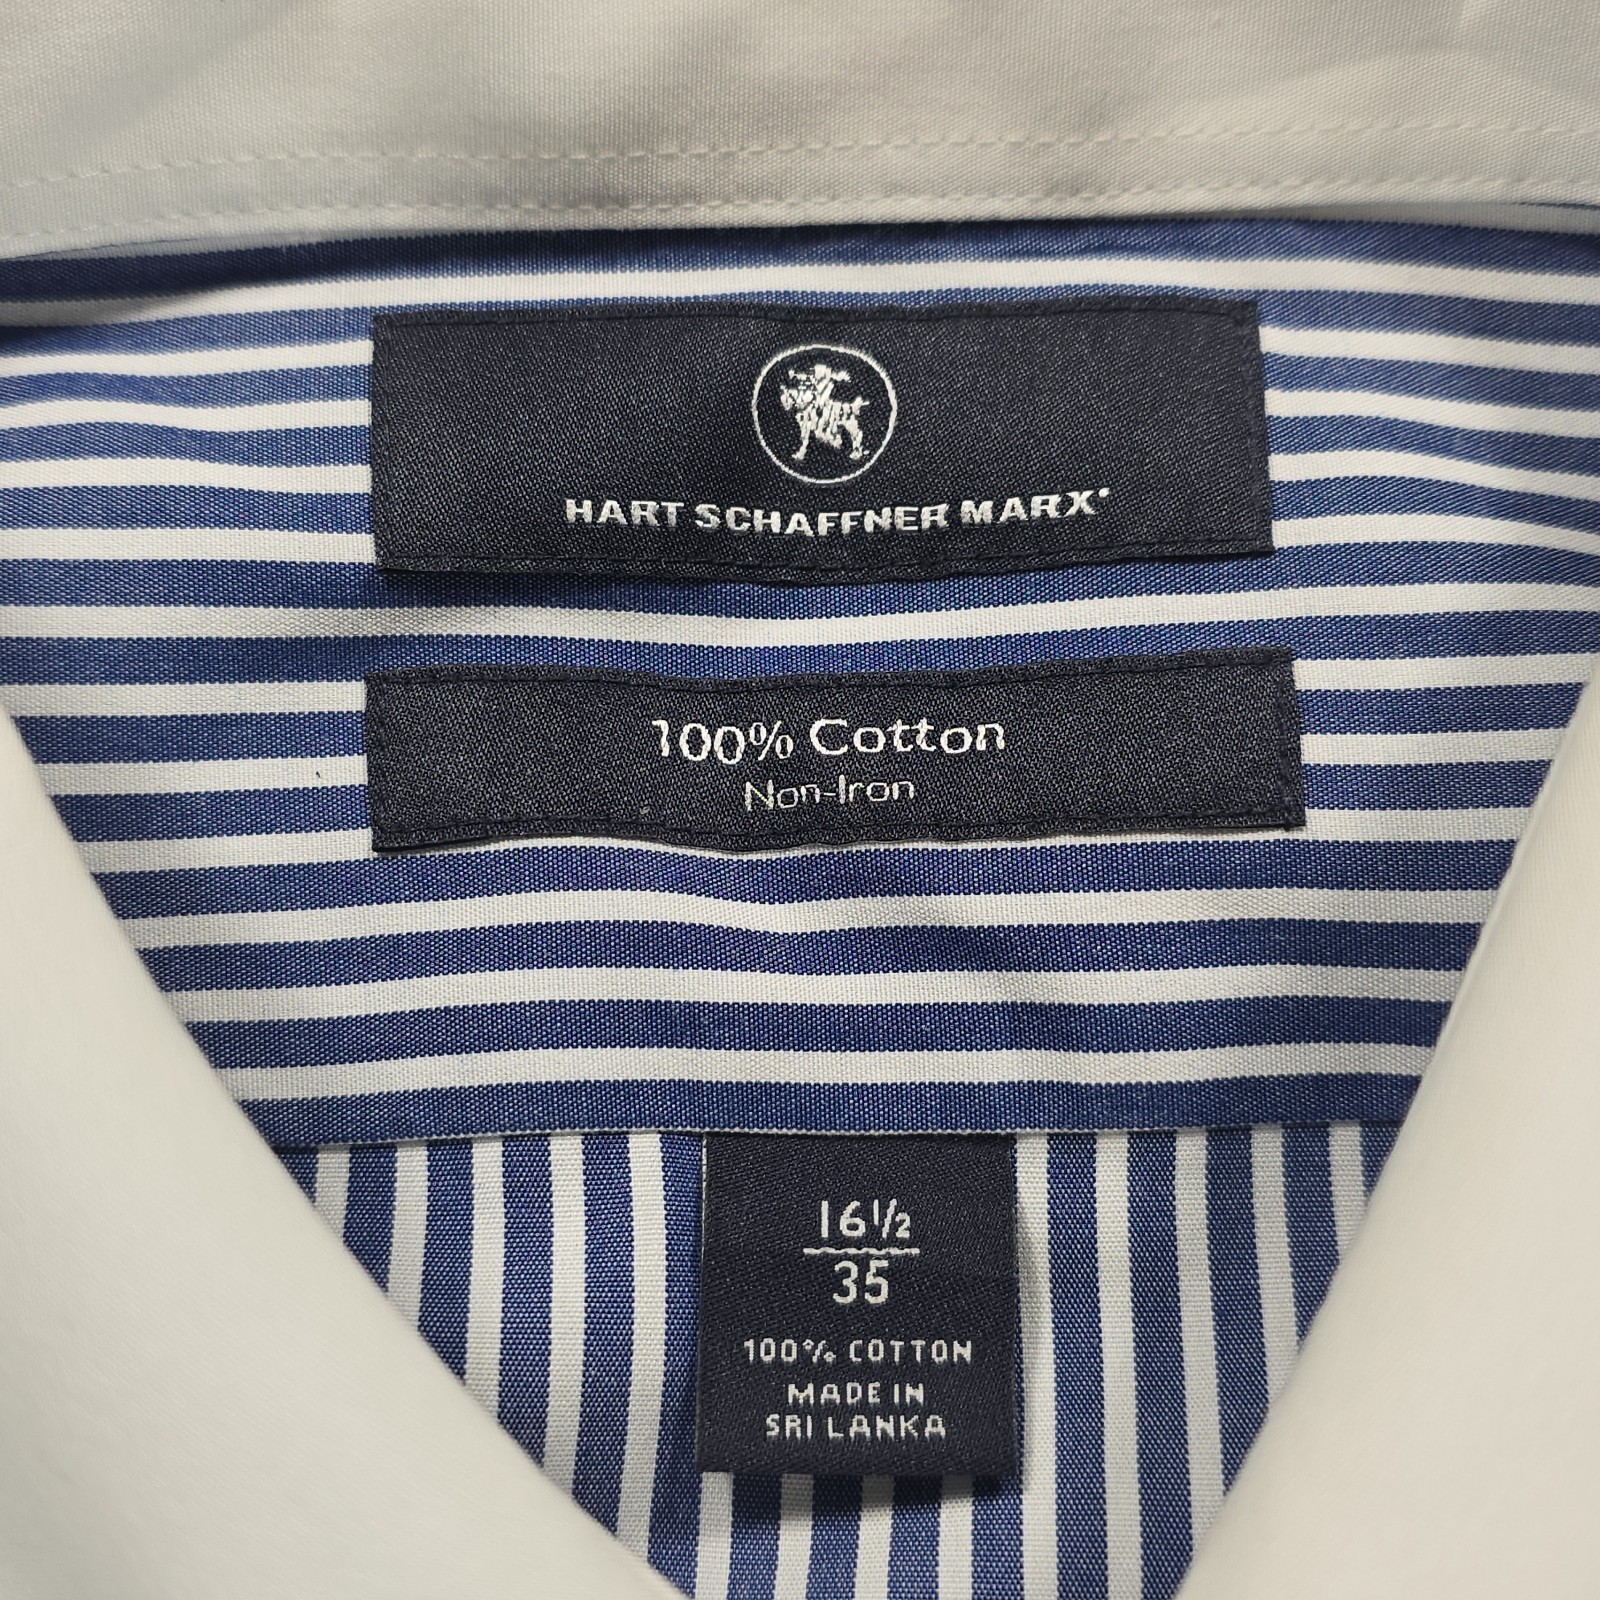 HART SCHAFFNER MARX®
100% Cotton
Non-Iron
16½
35
100% COTTON
MADE IN
SRI LANKA